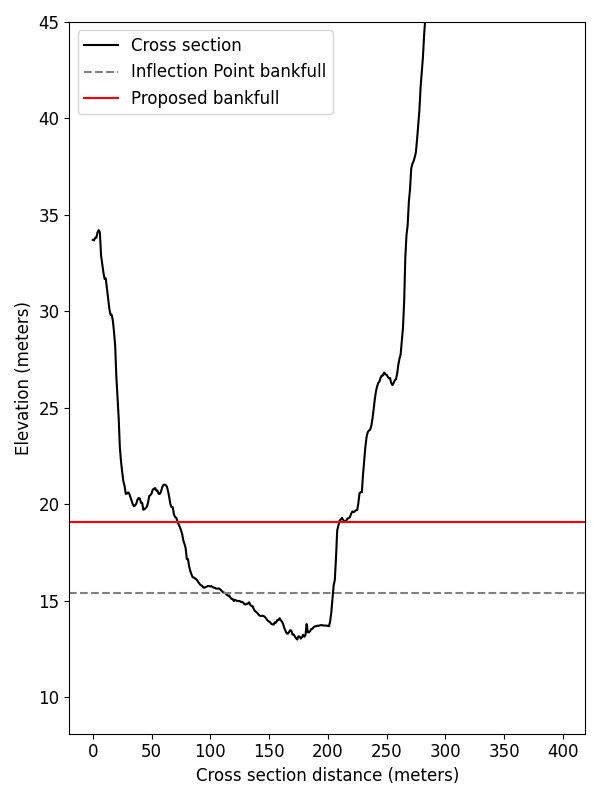 Cross section
Inflection Point bankfull
Proposed bankfull
45
40
35
30
25
20
15
10
Elevation (meters)
0 50 100 150 200 250 300 350 400
Cross section distance (meters)